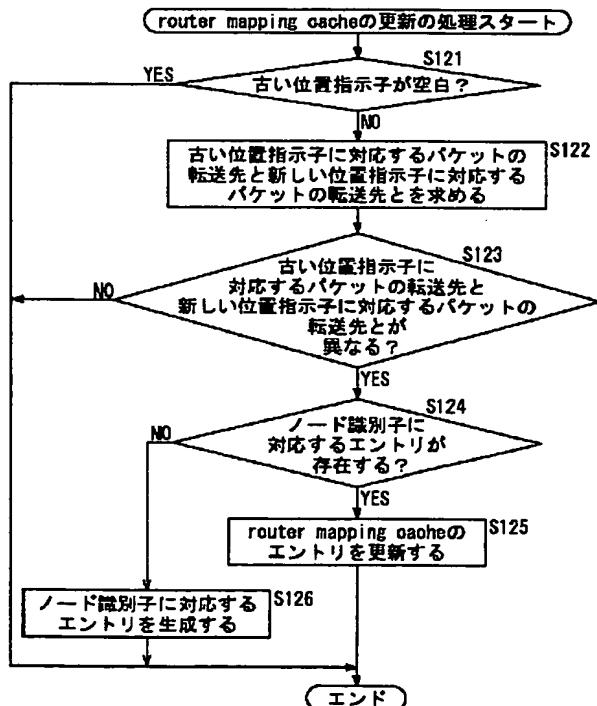 router mapping cacheの更新の処理スタート
S121
YES
古い位置指示子が空白？
NO
S122
古い位置指示子に対応するパケットの
転送先と新しい位置指示子に対応する
パケットの転送先とを求める
S123
古い位置指示子に
対応するパケットの転送先と
新しい位置指示子に対応するパケットの
転送先とが
異なる？
NO
YES
S124
ノード識別子に
対応するエントリが
存在する？
NO
YES
S125
router mapping cacheの
エントリを更新する
S126
ノード識別子に対応する
エントリを生成する
エンド